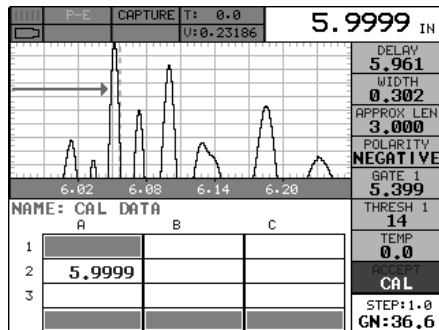 P-E CAPTURE T: 0.0 5.9999 IN
V:0.23186
DELAY
5.961
WIDTH
0.302
APPROX LEN
3.000
POLARITY
NEGATIVE
GATE 1
5.399
THRESH 1
14
TEMP
0.0
ACCEPT
CAL
STEP:1.0
GN:36.6
6.02 6.08 6.14 6.20
NAME: CAL DATA
A B C
1
2 5.9999
3